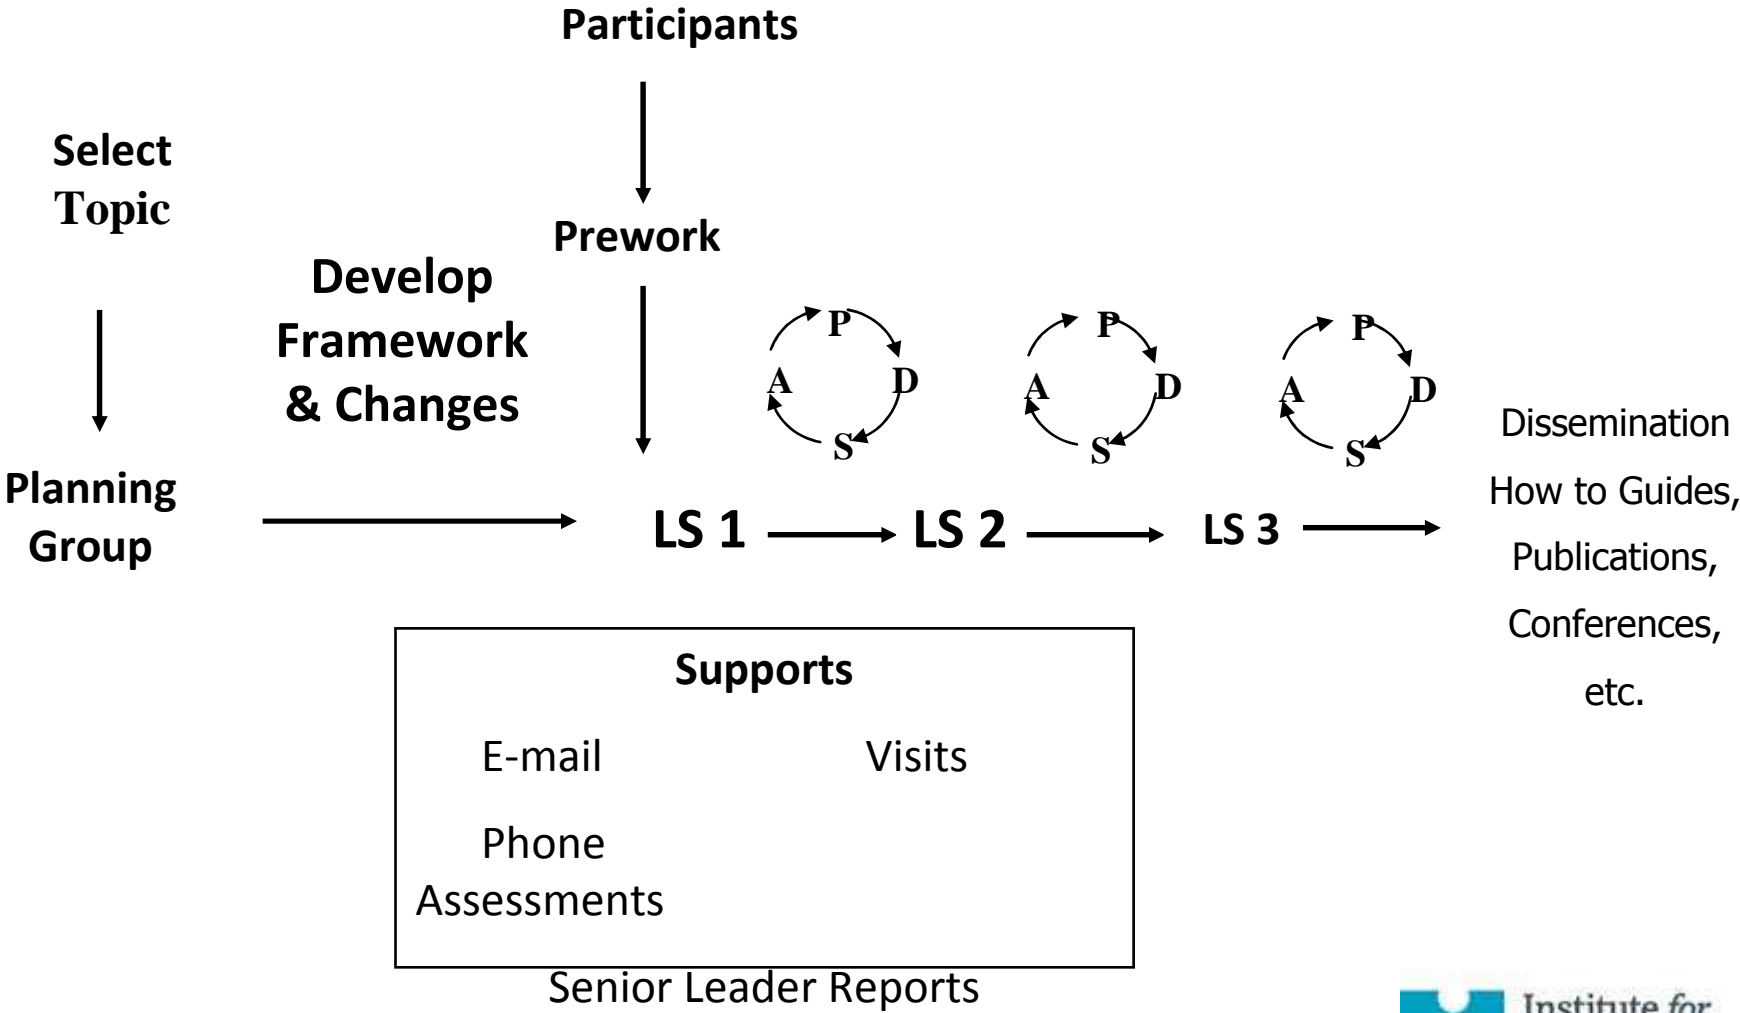 Participants
Select
Topic
Prework
Develop
Framework
& Changes
P
A
D
S
P
A
D
S
P
A
D
S
Planning
Group
LS 1
LS 2
LS 3
Dissemination
How to Guides,
Publications,
Conferences,
etc.
Supports
E-mail
Visits
Phone
Assessments
Senior Leader Reports
Institute for